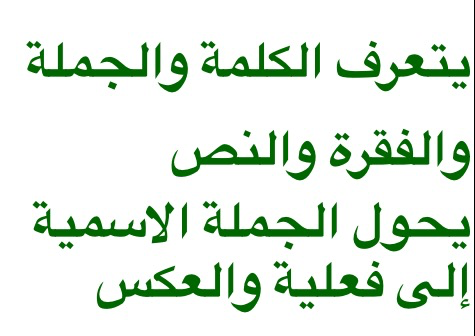 يتعرف الكلمة والجملة
والفقرة والنص
يحول الجملة الاسمية
إلى فعلية والعكس